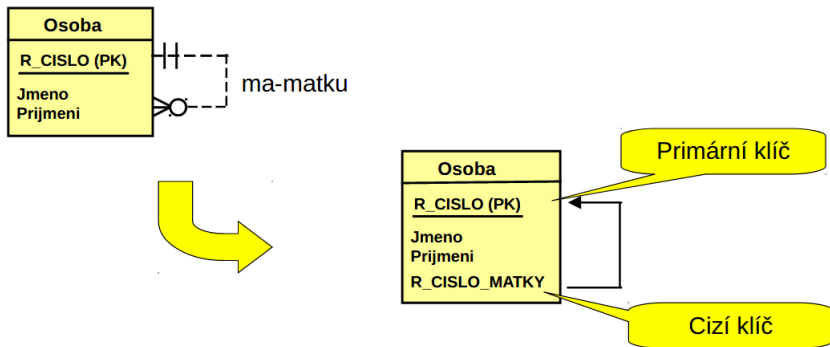 Osoba
R_CISLO (PK)
Jmeno
Prijmeni
ma-matku
Primární klíč
Osoba
R_CISLO (PK)
Jmeno
Prijmeni
R_CISLO_MATKY
Cizí klíč